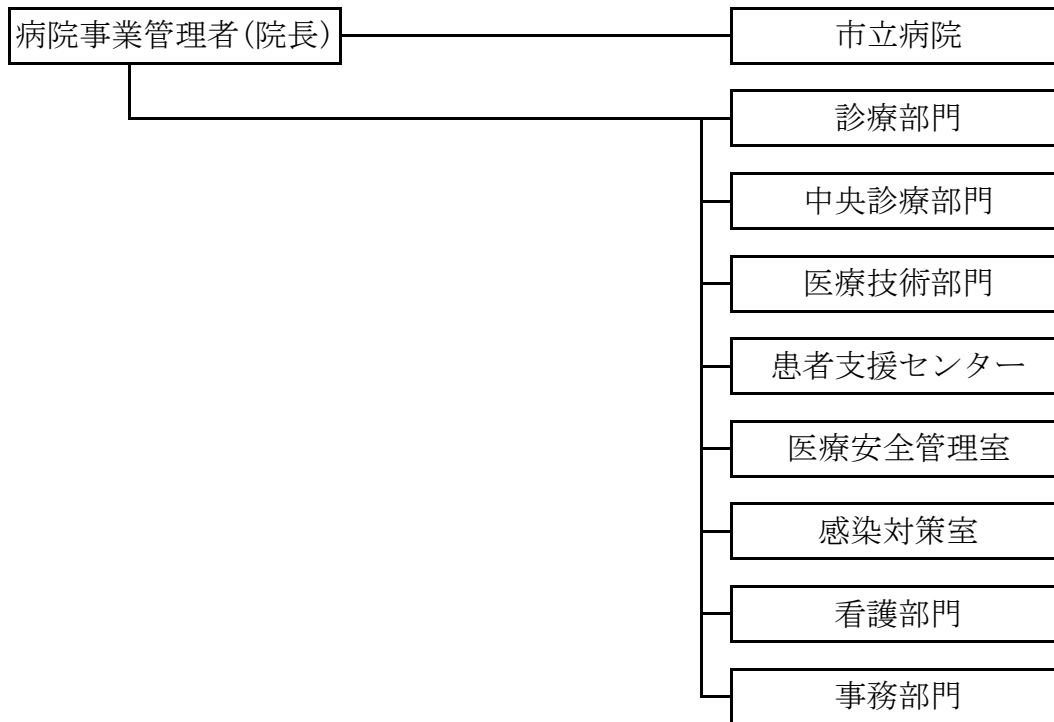 病院事業管理者(院長)
市立病院
診療部門
中央診療部門
医療技術部門
患者支援センター
医療安全管理室
感染対策室
看護部門
事務部門